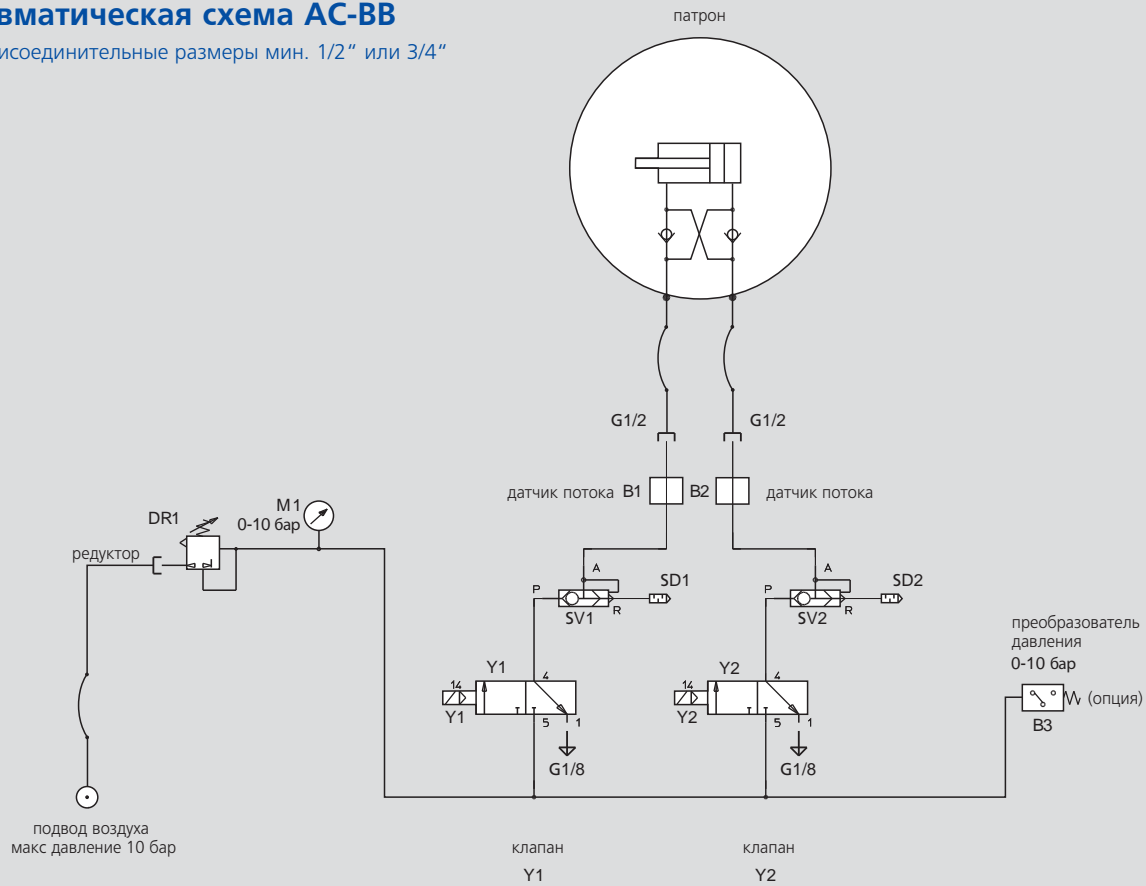 вматическая схема AC-BB
исоединительные размеры мин. 1/2“ или 3/4“
патрон
G1/2
G1/2
датчик потока B1
B2 датчик потока
M1
0-10 бар
DR1
редуктор
A
P
R
SV1
SD1
A
P
R
SV2
SD2
преобразователь
давления
0-10 бар
(опция)
B3
Y1
14
Y1
4
5
1
G1/8
Y2
14
Y2
4
5
1
G1/8
подвод воздуха
макс давление 10 бар
клапан
Y1
клапан
Y2